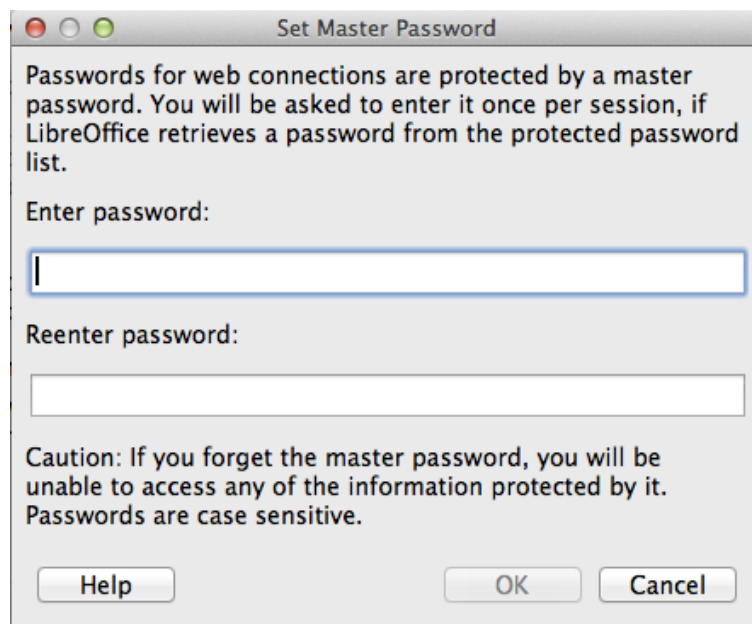 Set Master Password
Passwords for web connections are protected by a master
password. You will be asked to enter it once per session, if
LibreOffice retrieves a password from the protected password
list.
Enter password:
Reenter password:
Caution: If you forget the master password, you will be
unable to access any of the information protected by it.
Passwords are case sensitive.
Help OK Cancel